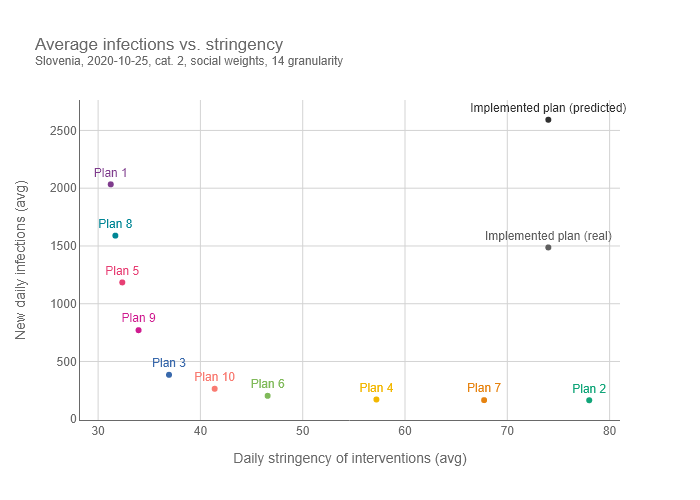 Average infections vs. stringency
Slovenia, 2020-10-25, cat. 2, social weights, 14 granularity
Implemented plan (predicted)
2500
Plan 1
2000
Plan 8
Implemented plan (real)
1500
Plan 5
1000
Plan 9
Plan 3
500
Plan 10
Plan 6
Plan 4
Plan 7
Plan 2
0
30
40
50
60
70
80
Daily stringency of interventions (avg)
New daily infections (avg)